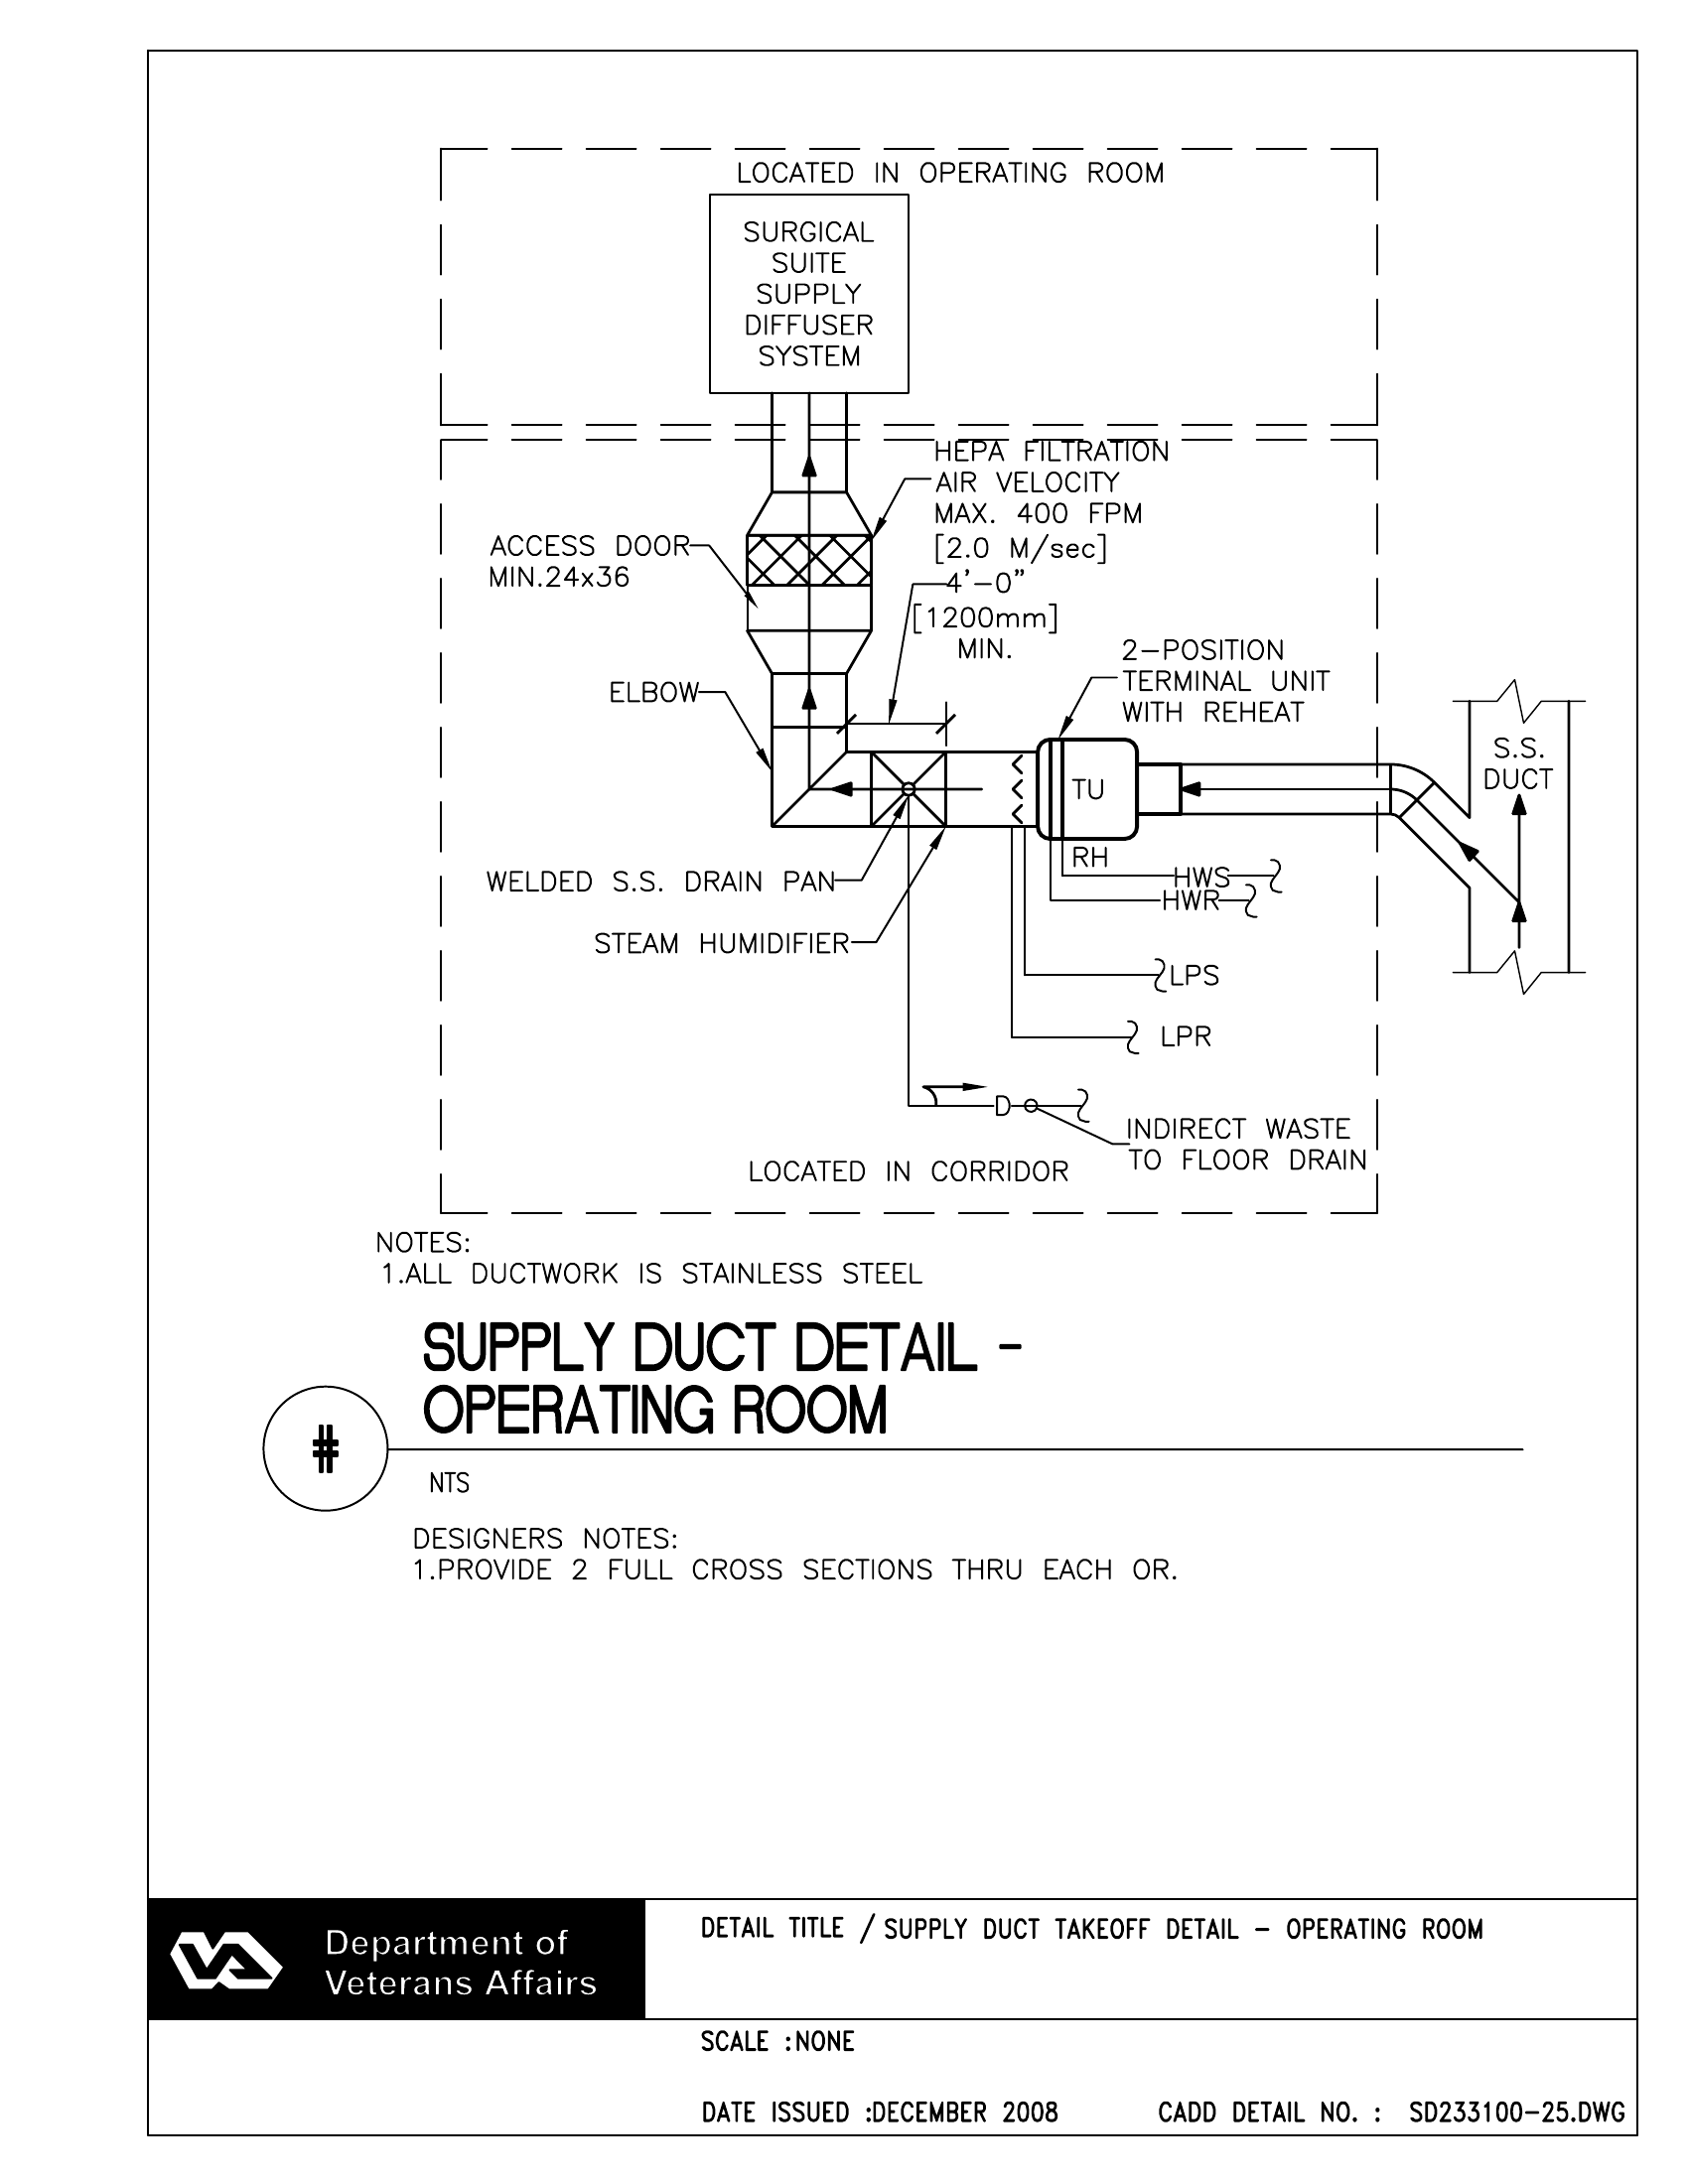 LOCATED IN OPERATING ROOM
SURGICAL
SUITE
SUPPLY
DIFFUSER
SYSTEM
HEPA FILTRATION
AIR VELOCITY
MAX. 400 FPM
[2.0 M/sec]
ACCESS DOOR
MIN.24x36
4'-0"
[1200mm]
MIN.
2-POSITION
TERMINAL UNIT
WITH REHEAT
ELBOW
S.S.
DUCT
TU
RH
WELDED S.S. DRAIN PAN
HWS
HWR
STEAM HUMIDIFIER
LPS
LPR
D
INDIRECT WASTE
TO FLOOR DRAIN
LOCATED IN CORRIDOR
NOTES:
1.ALL DUCTWORK IS STAINLESS STEEL
SUPPLY DUCT DETAIL -
OPERATING ROOM
#
NTS
DESIGNERS NOTES:
1.PROVIDE 2 FULL CROSS SECTIONS THRU EACH OR.
VA
Department of
Veterans Affairs
DETAIL TITLE / SUPPLY DUCT TAKEOFF DETAIL - OPERATING ROOM
SCALE :NONE
DATE ISSUED :DECEMBER 2008
CADD DETAIL NO. : SD233100-25.DWG